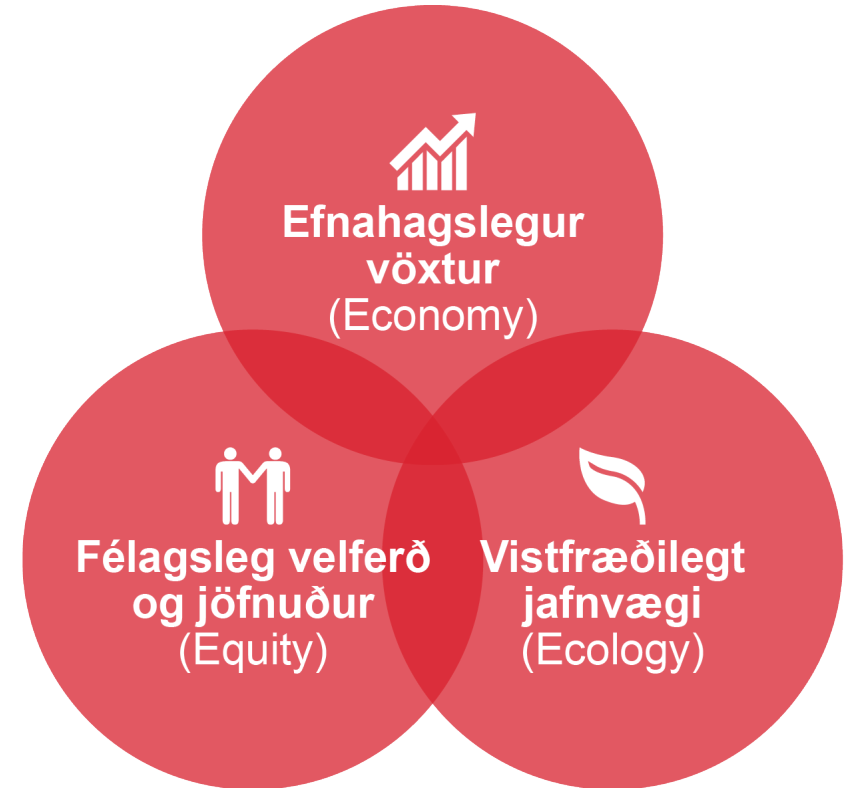 Efnahagslegur
vöxtur
(Economy)
Félagsleg velferð
og jöfnuður
(Equity)
Vistfræðilegt
jafnvægi
(Ecology)